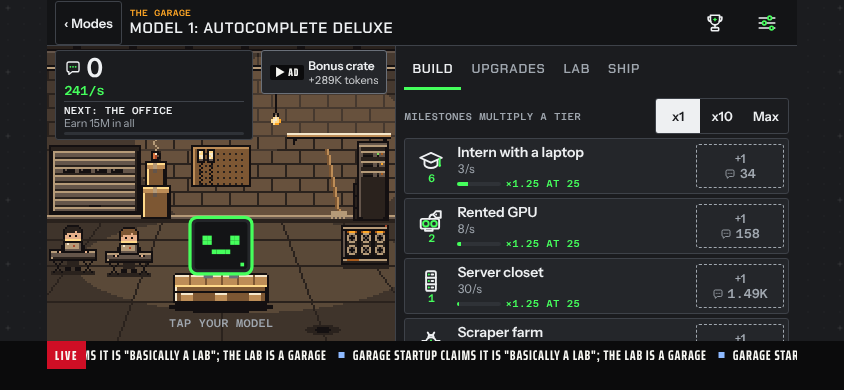 ‹ Modes
THE GARAGE
MODEL 1: AUTOCOMPLETE DELUXE
0
241/s
NEXT: THE OFFICE
Earn 15M in all
AD
Bonus crate
+289K tokens
TAP YOUR MODEL
BUILD UPGRADES LAB SHIP
MILESTONES MULTIPLY A TIER
x1 x10 Max
Intern with a laptop
3/s
6
×1.25 AT 25
+1
34
Rented GPU
8/s
2
×1.25 AT 25
+1
158
Server closet
30/s
1
×1.25 AT 25
+1
1.49K
Scraper farm
+1
LIVE
MS IT IS "BASICALLY A LAB"; THE LAB IS A GARAGE ■ GARAGE STARTUP CLAIMS IT IS "BASICALLY A LAB"; THE LAB IS A GARAGE ■ GARAGE STAR